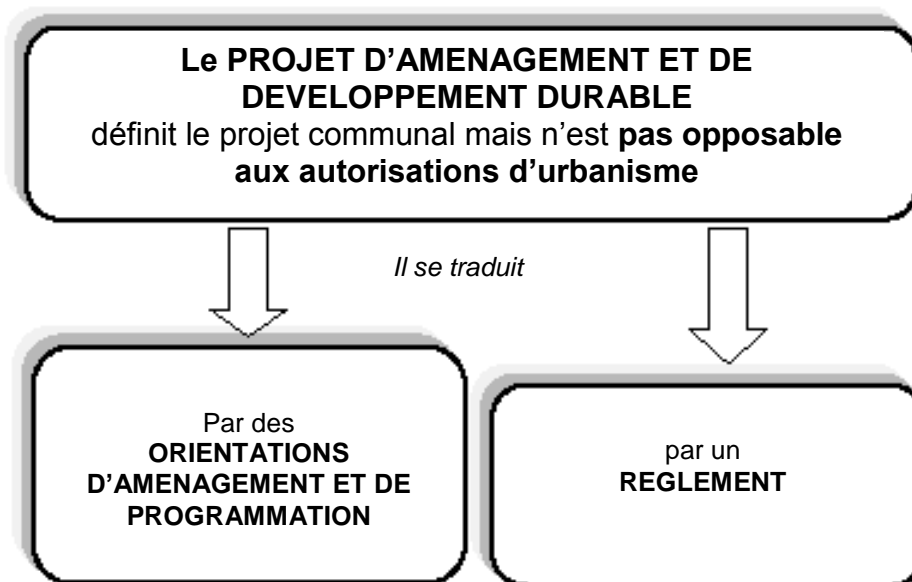 Le PROJET D’AMENAGEMENT ET DE
DEVELOPPEMENT DURABLE
définit le projet communal mais n’est pas opposable
aux autorisations d’urbanisme
Il se traduit
Par des
ORIENTATIONS
D’AMENAGEMENT ET DE
PROGRAMMATION
par un
REGLEMENT